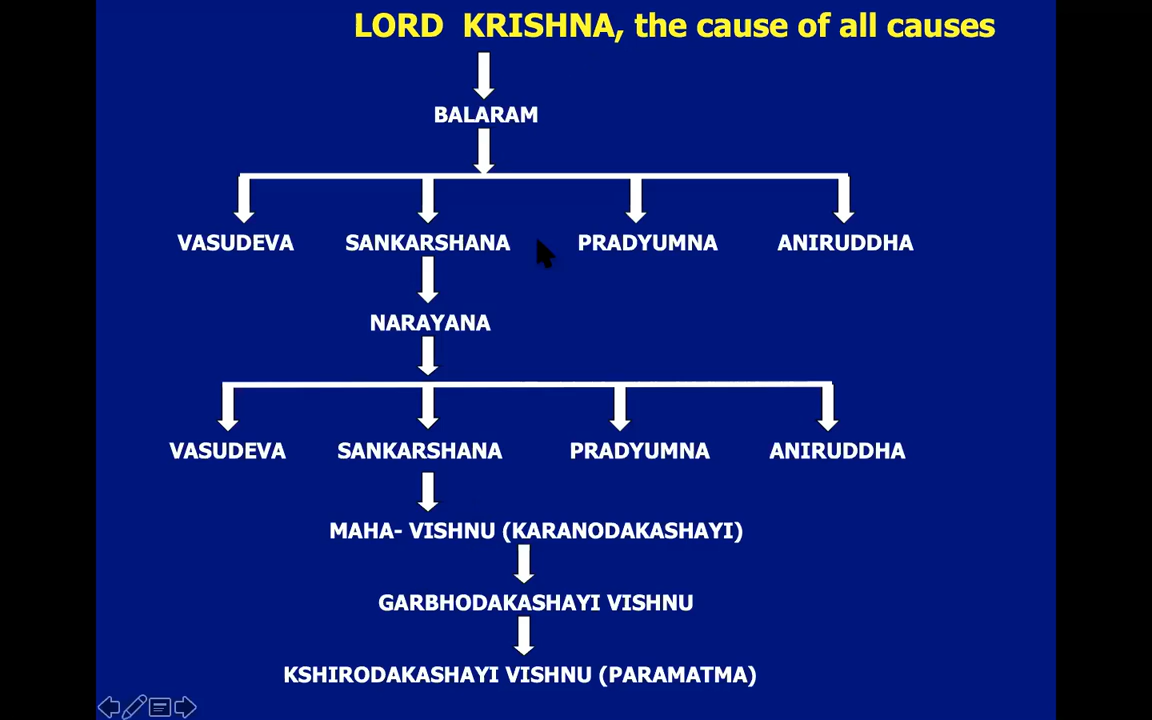 LORD KRISHNA, the cause of all causes
BALARAM
VASUDEVA SANKARSHANA PRADYUMNA ANIRUDDHA
NARAYANA
VASUDEVA SANKARSHANA PRADYUMNA ANIRUDDHA
MAHA- VISHNU (KARANODAKASHAYI)
GARBHODAKASHAYI VISHNU
KSHIRODAKASHAYI VISHNU (PARAMATMA)